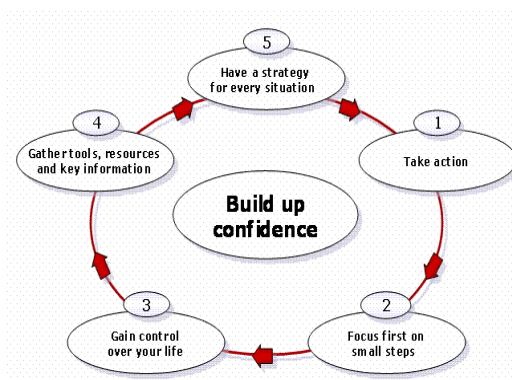 5
Have a strategy
for every situation
4
1
Gather tools, resources
and key information
Take action
Build up
confidence
3
2
Gain control
over your life
Focus first on
small steps